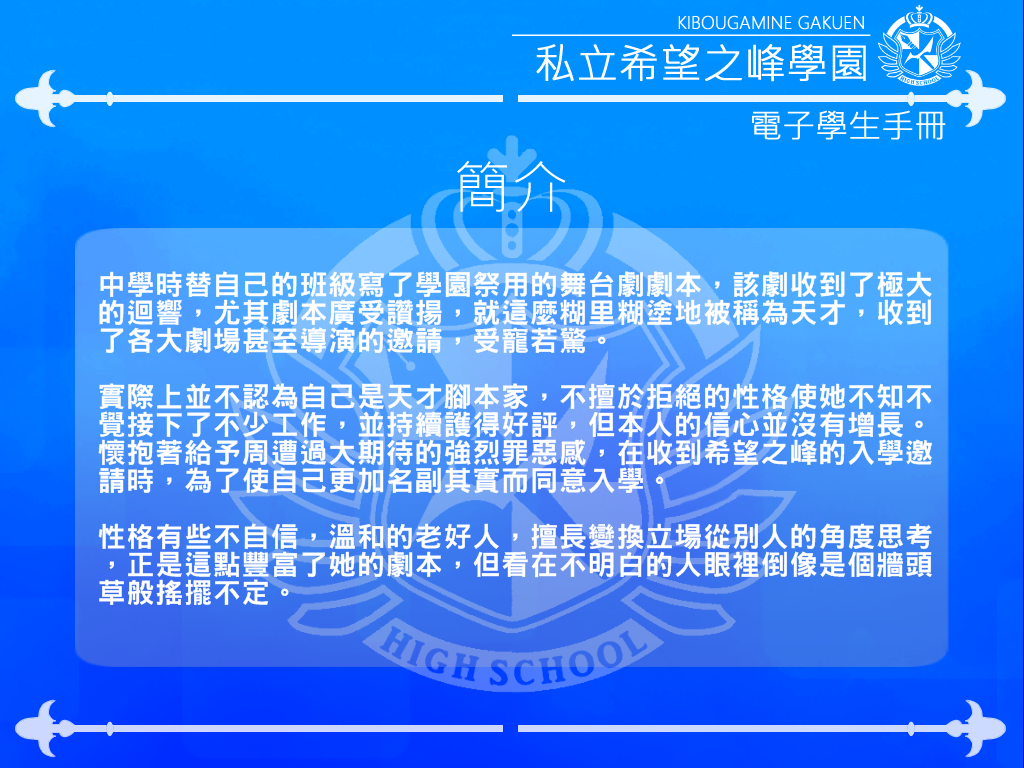 KIBOUGAMINE GAKUEN
私立希望之峰學園
HIGH SCHOOL
電子學生手冊
簡介
中學時替自己的班級寫了學園祭用的舞台劇劇本，該劇收到了極大
的迴響，尤其劇本廣受讚揚，就這麼糊里糊塗地被稱為天才，收到
了各大劇場甚至導演的邀請，受寵若驚。
實際上並不認為自己是天才腳本家，不擅於拒絕的性格使她不知不
覺接下了不少工作，並持續護得好評，但本人的信心並沒有增長。
懷抱著給予周遭過大期待的強烈罪惡感，在收到希望之峰的入學邀
請時，為了使自己更加名副其實而同意入學。
性格有些不自信，溫和的老好人，擅長變換立場從別人的角度思考
，正是這點豐富了她的劇本，但看在不明白的人眼裡倒像是個牆頭
草般搖擺不定。
HIGH SCHOOL